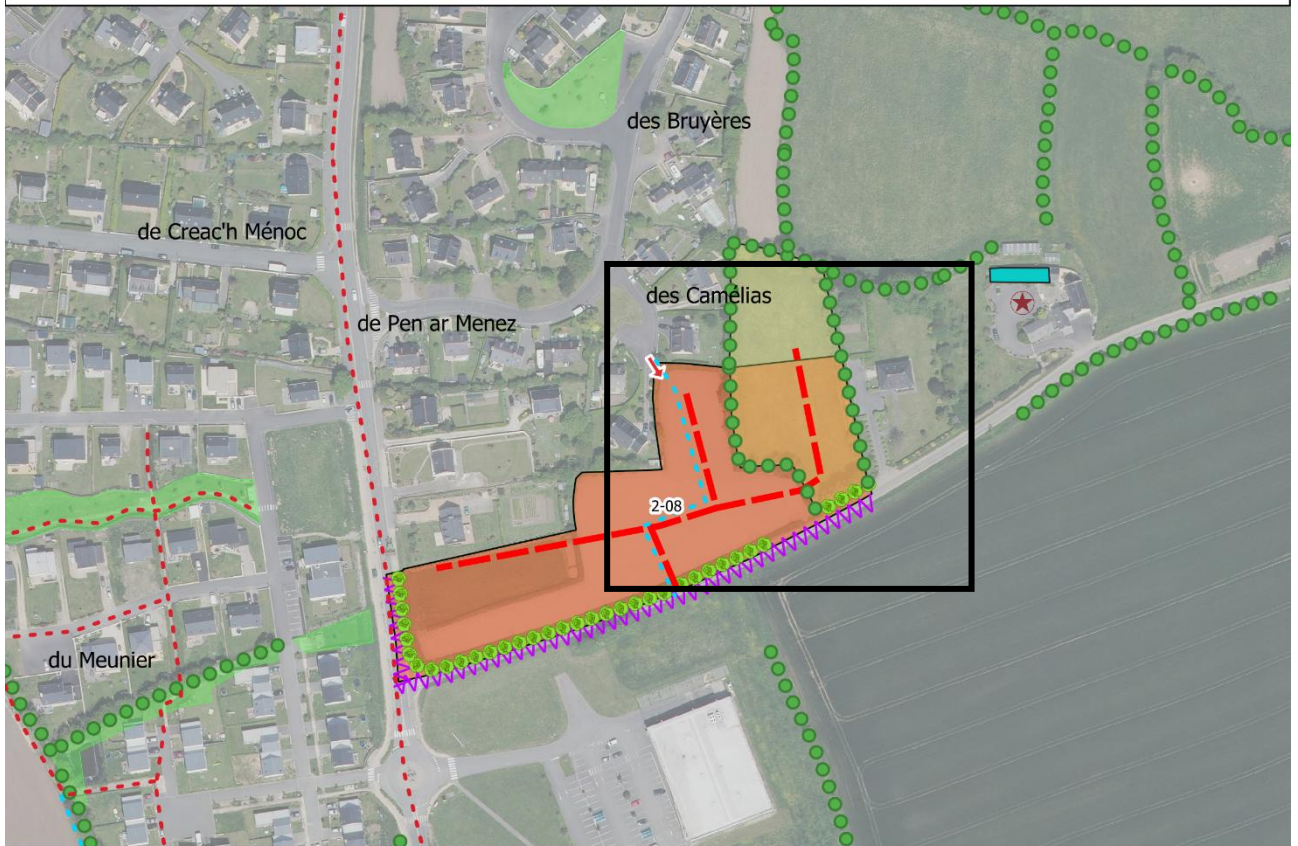 des Bruyères
de Creac'h Ménoc
des Camélias
de Pen ar Menez
2-08
du Meunier